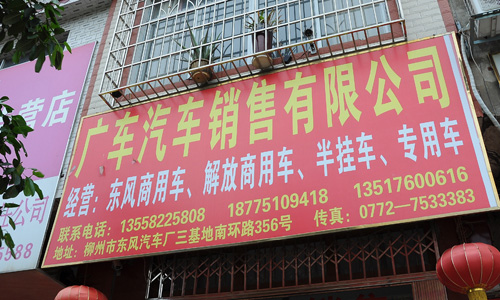 广车汽车销售有限公司
经营：东风商用车、解放商用车、半挂车、专用车
联系电话：13558225808 18775109418 13517600616
地址：柳州市东风汽车厂三基地南环路356号 传真：0772-7533383
营店
公司
5988